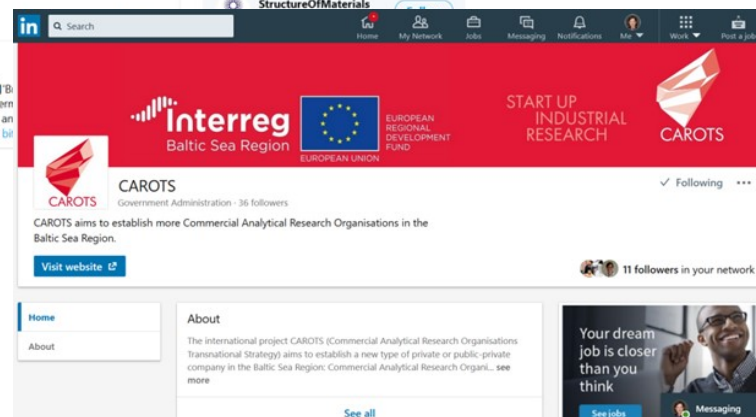 StructureOfMaterials
in
Search
Home
My Network
Jobs
Messaging
Notifications
Me
Work
Post a job
Interreg
Baltic Sea Region
EUROPEAN UNION
EUROPEAN
REGIONAL
DEVELOPMENT
FUND
START UP
INDUSTRIAL
RESEARCH
CAROTS
CAROTS
CAROTS
Government Administration · 36 followers
Following
CAROTS aims to establish more Commercial Analytical Research Organisations in the
Baltic Sea Region.
Visit website
11 followers in your network
Home
About
About
The international project CAROTS (Commercial Analytical Research Organisations
Transnational Strategy) aims to establish a new type of private or public-private
company in the Baltic Sea Region: Commercial Analytical Research Organi... see
more
See all
Your dream
job is closer
than you
think
See jobs
Messaging